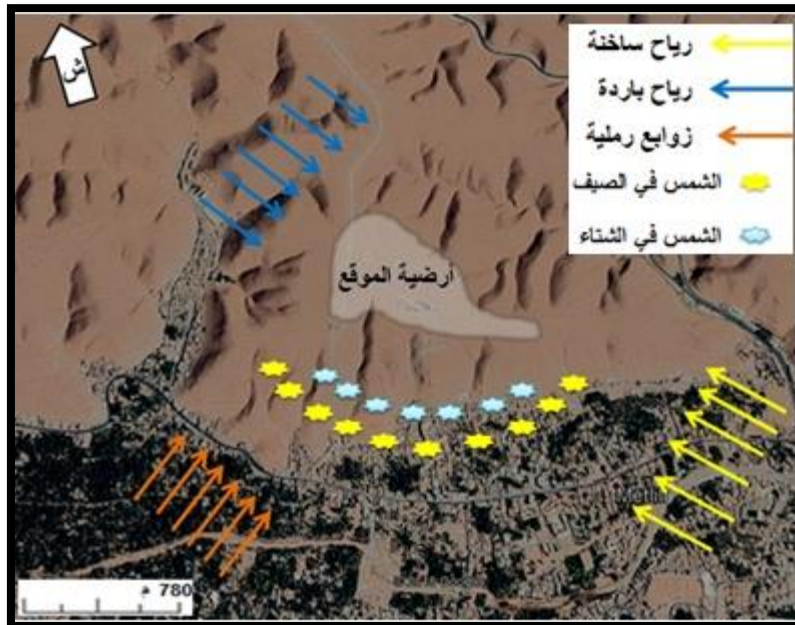 ش
رياح ساخنة
رياح باردة
زوابع رملية
الشمس في الصيف
الشمس في الشتاء
أرضية الموقع
780 م